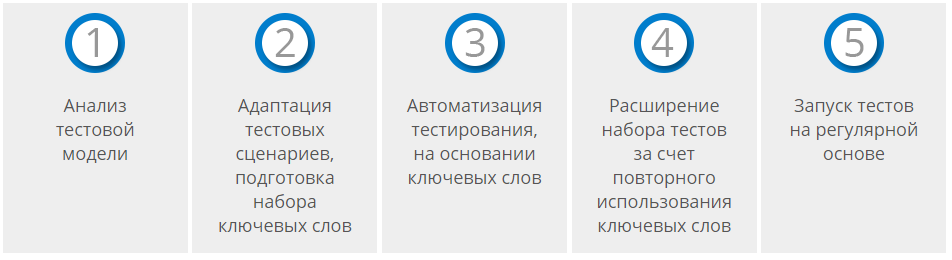 1
Анализ
тестовой
модели
2
Адаптация
тестовых
сценариев,
подготовка
набора
ключевых слов
3
Автоматизация
тестирования,
на основании
ключевых слов
4
Расширение
набора тестов
за счет
повторного
использования
ключевых слов
5
Запуск тестов
на регулярной
основе